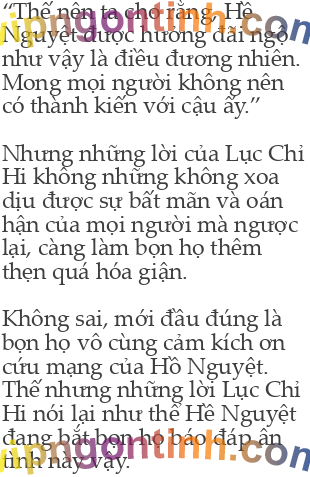 “Thế nên ta cho rằng, Hề
Nguyệt được hưởng đãi ngộ
như vậy là điều đương nhiên.
Mong mọi người không nên
có thành kiến với cậu ấy.”
Nhưng những lời của Lục Chỉ
Hi không những không xoa
dịu được sự bất mãn và oán
hận của mọi người mà ngược
lại, càng làm bọn họ thêm
thẹn quá hóa giận.
Không sai, mới đầu đúng là
bọn họ vô cùng cảm kích ơn
cứu mạng của Hồ Nguyệt.
Thế nhưng những lời Lục Chỉ
Hi nói lại như thể Hề Nguyệt
đang bắt bọn họ báo đáp ân
tình này vậy.
vipngontinh.com
vipngontinh.com